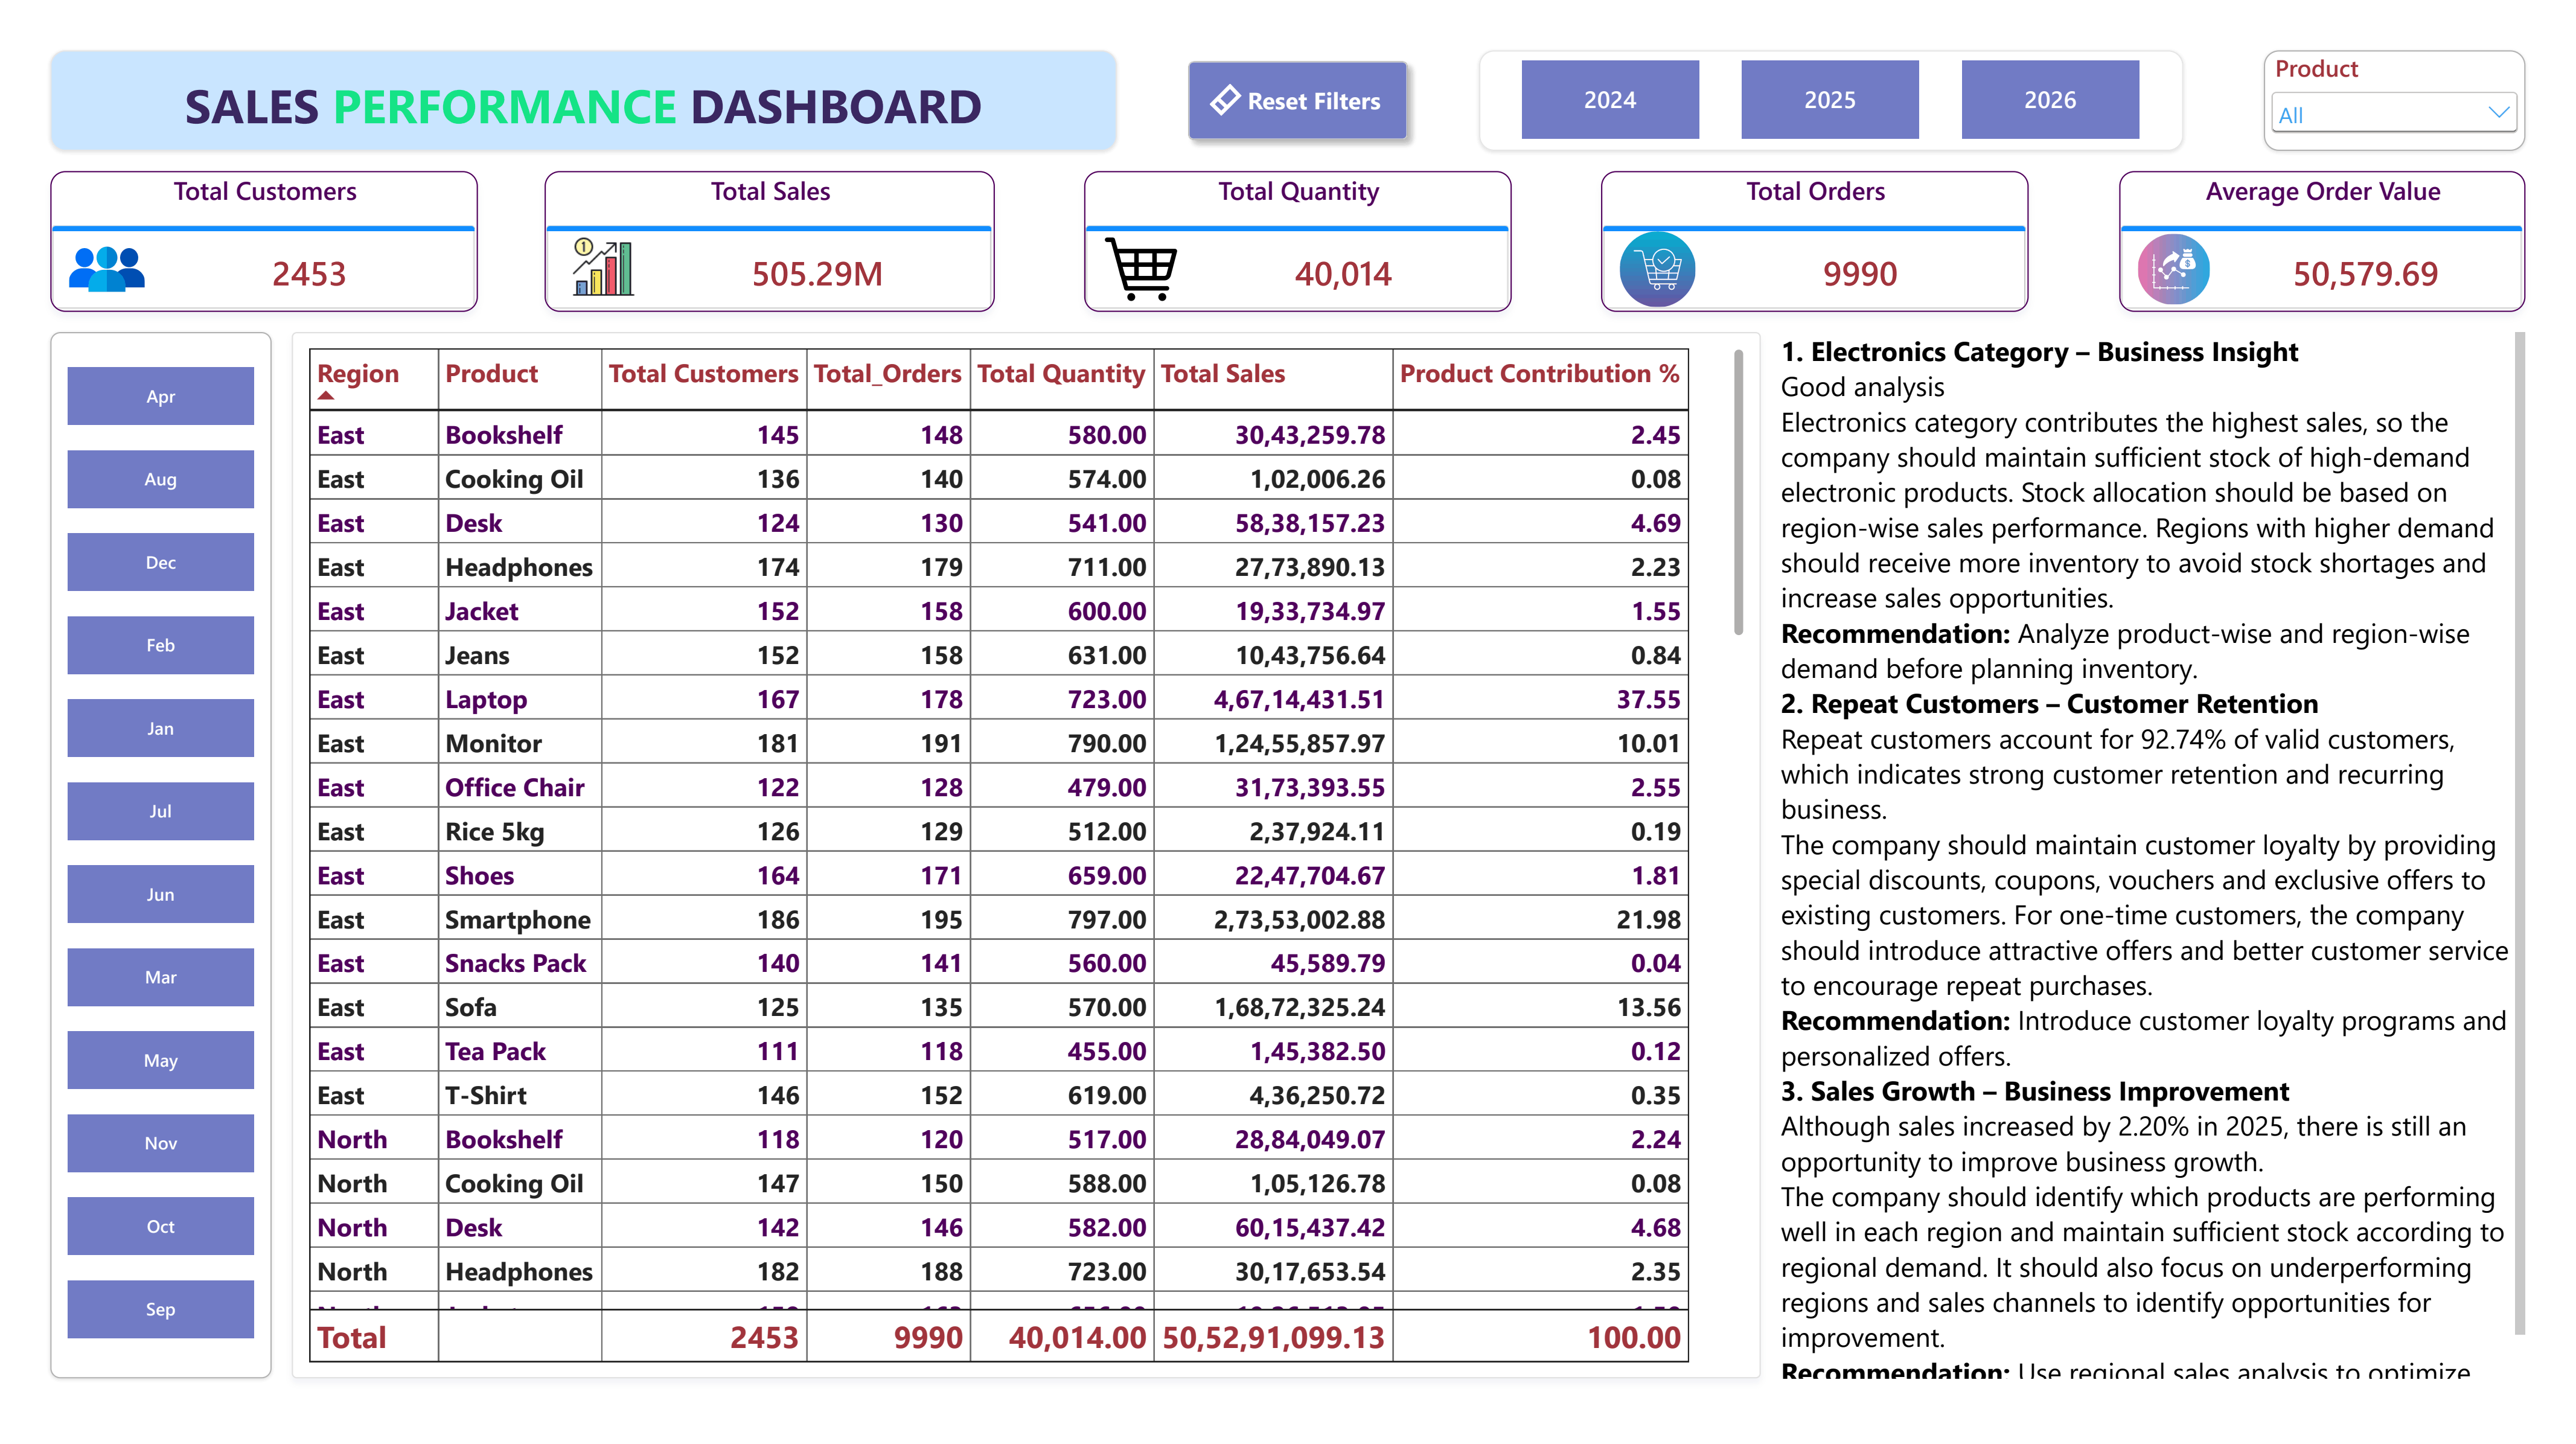 SALES PERFORMANCE DASHBOARD
Reset Filters
2024
2025
2026
Product
All
Total Customers
2453
Total Sales
505.29M
Total Quantity
40,014
Total Orders
9990
Average Order Value
50,579.69
Apr
Aug
Dec
Feb
Jan
Jul
Jun
Mar
May
Nov
Oct
Sep
Region Product Total Customers Total_Orders Total Quantity Total Sales Product Contribution %
East Bookshelf 145 148 580.00 30,43,259.78 2.45
East Cooking Oil 136 140 574.00 1,02,006.26 0.08
East Desk 124 130 541.00 58,38,157.23 4.69
East Headphones 174 179 711.00 27,73,890.13 2.23
East Jacket 152 158 600.00 19,33,734.97 1.55
East Jeans 152 158 631.00 10,43,756.64 0.84
East Laptop 167 178 723.00 4,67,14,431.51 37.55
East Monitor 181 191 790.00 1,24,55,857.97 10.01
East Office Chair 122 128 479.00 31,73,393.55 2.55
East Rice 5kg 126 129 512.00 2,37,924.11 0.19
East Shoes 164 171 659.00 22,47,704.67 1.81
East Smartphone 186 195 797.00 2,73,53,002.88 21.98
East Snacks Pack 140 141 560.00 45,589.79 0.04
East Sofa 125 135 570.00 1,68,72,325.24 13.56
East Tea Pack 111 118 455.00 1,45,382.50 0.12
East T-Shirt 146 152 619.00 4,36,250.72 0.35
North Bookshelf 118 120 517.00 28,84,049.07 2.24
North Cooking Oil 147 150 588.00 1,05,126.78 0.08
North Desk 142 146 582.00 60,15,437.42 4.68
North Headphones 182 188 723.00 30,17,653.54 2.35
Total 2453 9990 40,014.00 50,52,91,099.13 100.00
1. Electronics Category – Business Insight
Good analysis
Electronics category contributes the highest sales, so the
company should maintain sufficient stock of high-demand
electronic products. Stock allocation should be based on
region-wise sales performance. Regions with higher demand
should receive more inventory to avoid stock shortages and
increase sales opportunities.
Recommendation: Analyze product-wise and region-wise
demand before planning inventory.
2. Repeat Customers – Customer Retention
Repeat customers account for 92.74% of valid customers,
which indicates strong customer retention and recurring
business.
The company should maintain customer loyalty by providing
special discounts, coupons, vouchers and exclusive offers to
existing customers. For one-time customers, the company
should introduce attractive offers and better customer service
to encourage repeat purchases.
Recommendation: Introduce customer loyalty programs and
personalized offers.
3. Sales Growth – Business Improvement
Although sales increased by 2.20% in 2025, there is still an
opportunity to improve business growth.
The company should identify which products are performing
well in each region and maintain sufficient stock according to
regional demand. It should also focus on underperforming
regions and sales channels to identify opportunities for
improvement.
Recommendation: Use regional sales analysis to optimize